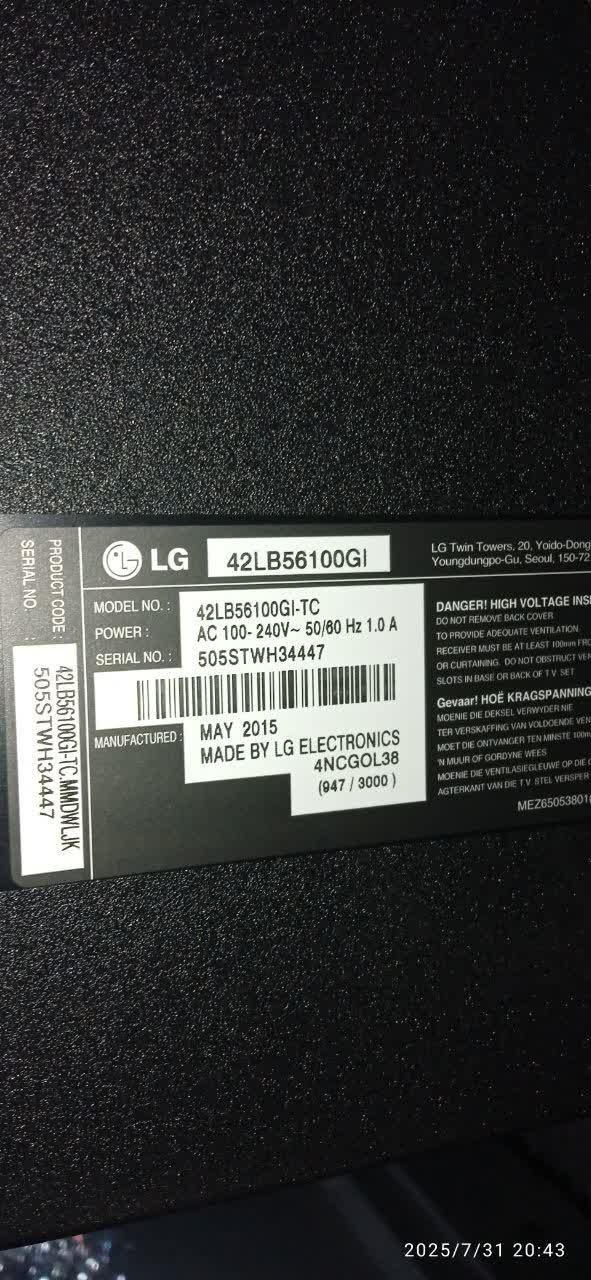 LG 42LB56100GI
LG Twin Towers, 20, Yoido-Dong
Youngdungpo-Gu, Seoul, 150-72
MODEL NO. : 42LB56100GI-TC
POWER : AC 100- 240V~ 50/60 Hz 1.0 A
SERIAL NO. : 505STWH34447
MANUFACTURED : MAY 2015
MADE BY LG ELECTRONICS
4NCGOL38
(947 / 3000 )
PRODUCT CODE : 42LB56100GI-TC.MMDWLJK
SERIAL NO. : 505STWH34447
DANGER! HIGH VOLTAGE
DO NOT REMOVE BACK COVER
TO PROVIDE ADEQUATE VENTILATION
RECEIVER MUST BE AT LEAST 100mm
OR CURTAINING. DO NOT OBSTRUCT
SLOTS IN BASE OR BACK OF T.V SET
Gevaar! HOË KRAGSPANNING
MOENIE DIE DEKSEL VERWYDER NIE
TER VERSKAFFING VAN VOLDOENDE
MOET DIE ONTVANGER TEN MINSTE
'N MUUR OF GORDYNE WEES
MOENIE DIE VENTILASIEGLEUWE OP DIE
AGTERKANT VAN DIE T.V STEL VERSPER
2025/7/31 20:43